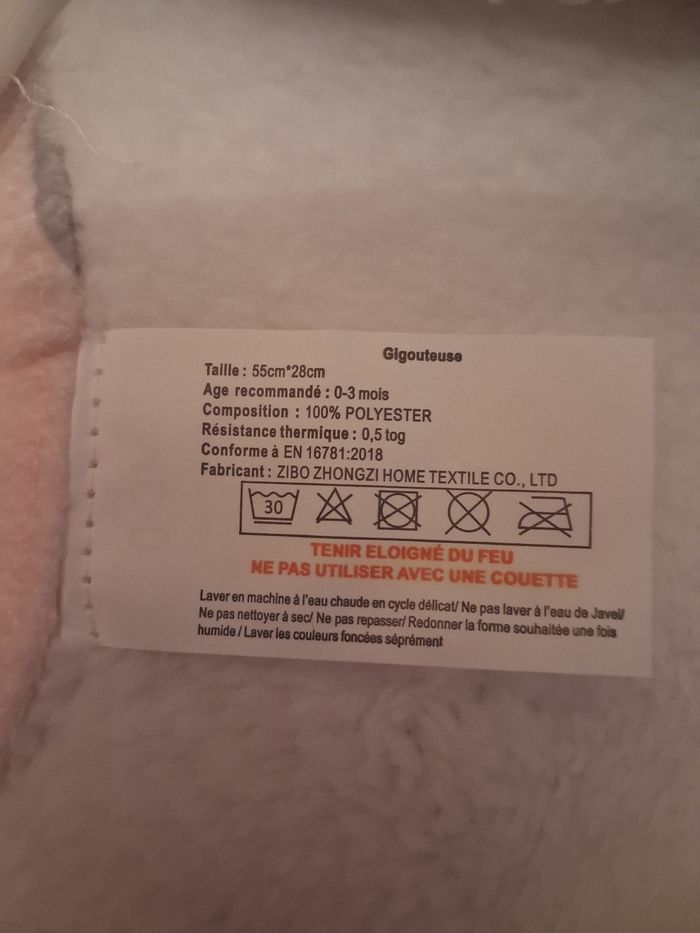 Gigouteuse
Taille : 55cm*28cm
Age recommandé : 0-3 mois
Composition : 100% POLYESTER
Résistance thermique : 0,5 tog
Conforme à EN 16781:2018
Fabricant : ZIBO ZHONGZI HOME TEXTILE CO., LTD
30
TENIR ELOIGNÉ DU FEU
NE PAS UTILISER AVEC UNE COUETTE
Laver en machine à l'eau chaude en cycle délicat/ Ne pas laver à l'eau de Javel/
Ne pas nettoyer à sec/ Ne pas repasser/ Redonner la forme souhaitée une fois
humide / Laver les couleurs foncées séprément